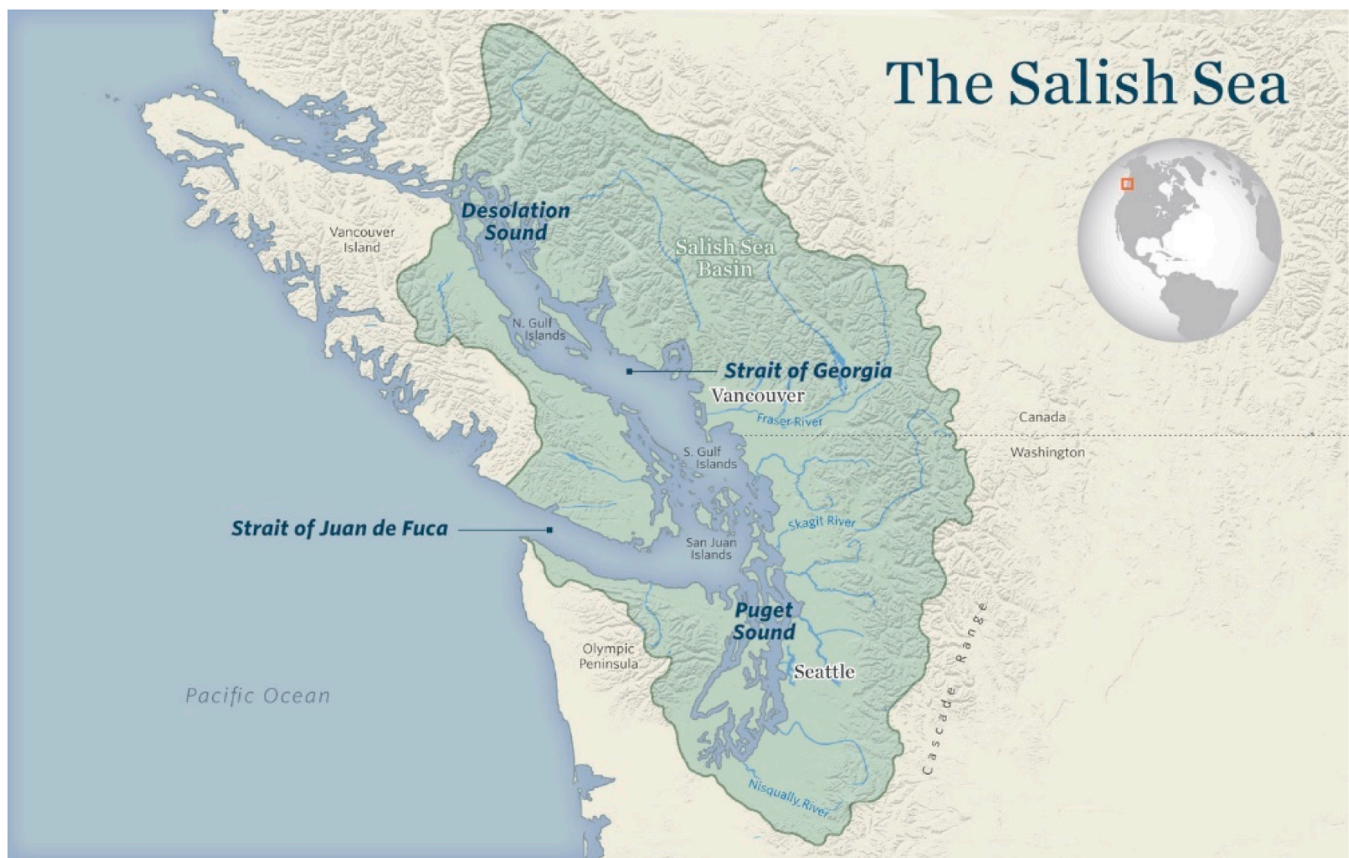 The Salish Sea
Desolation
Sound
Vancouver
Island
Salish Sea
Basin
N. Gulf
Islands
Strait of Georgia
Vancouver
Fraser River
Canada
Washington
S. Gulf
Islands
Strait of Juan de Fuca
Skagit River
San Juan
Islands
Puget
Sound
Olympic
Peninsula
Seattle
Cascade Range
Pacific Ocean
Nisqually River